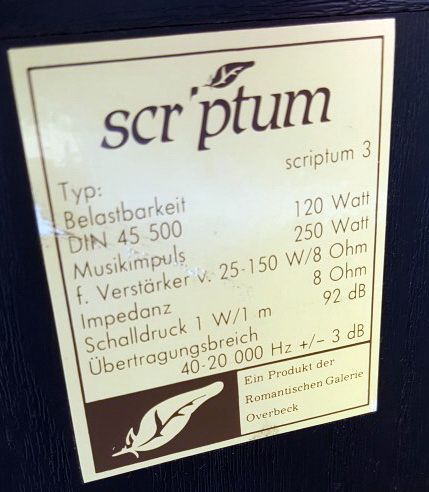 scriptum
Typ: scriptum 3
Belastbarkeit
DIN 45 500 120 Watt
Musikimpuls 250 Watt
f. Verstärker v. 25-150 W/8 Ohm
Impedanz 8 Ohm
Schalldruck 1 W/1 m 92 dB
Übertragungsbreich
40-20 000 Hz +/- 3 dB
Ein Produkt der
Romantischen Galerie
Overbeck